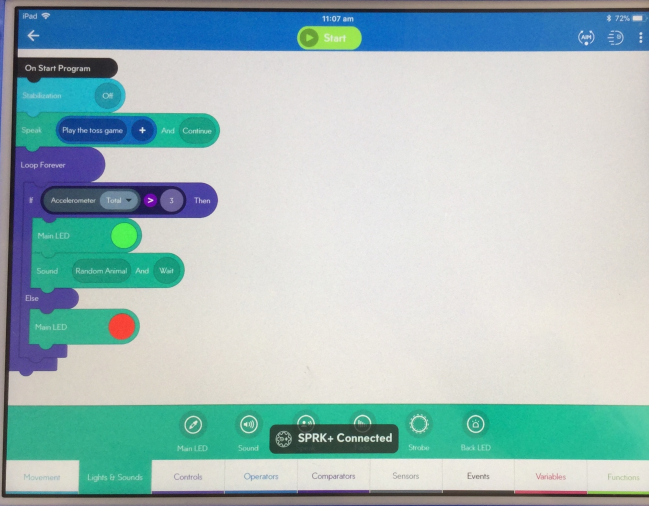 iPad
11:07 am
72%
Start
AIM
On Start Program
Stabilization Off
Speak Play the toss game + And Continue
Loop Forever
If Accelerometer Total > 3 Then
Main LED
Sound Random Animal And Wait
Else
Main LED
SPRK+ Connected
Main LED Sound Strobe Back LED
Movement Lights & Sounds Controls Operators Comparators Sensors Events Variables Functions